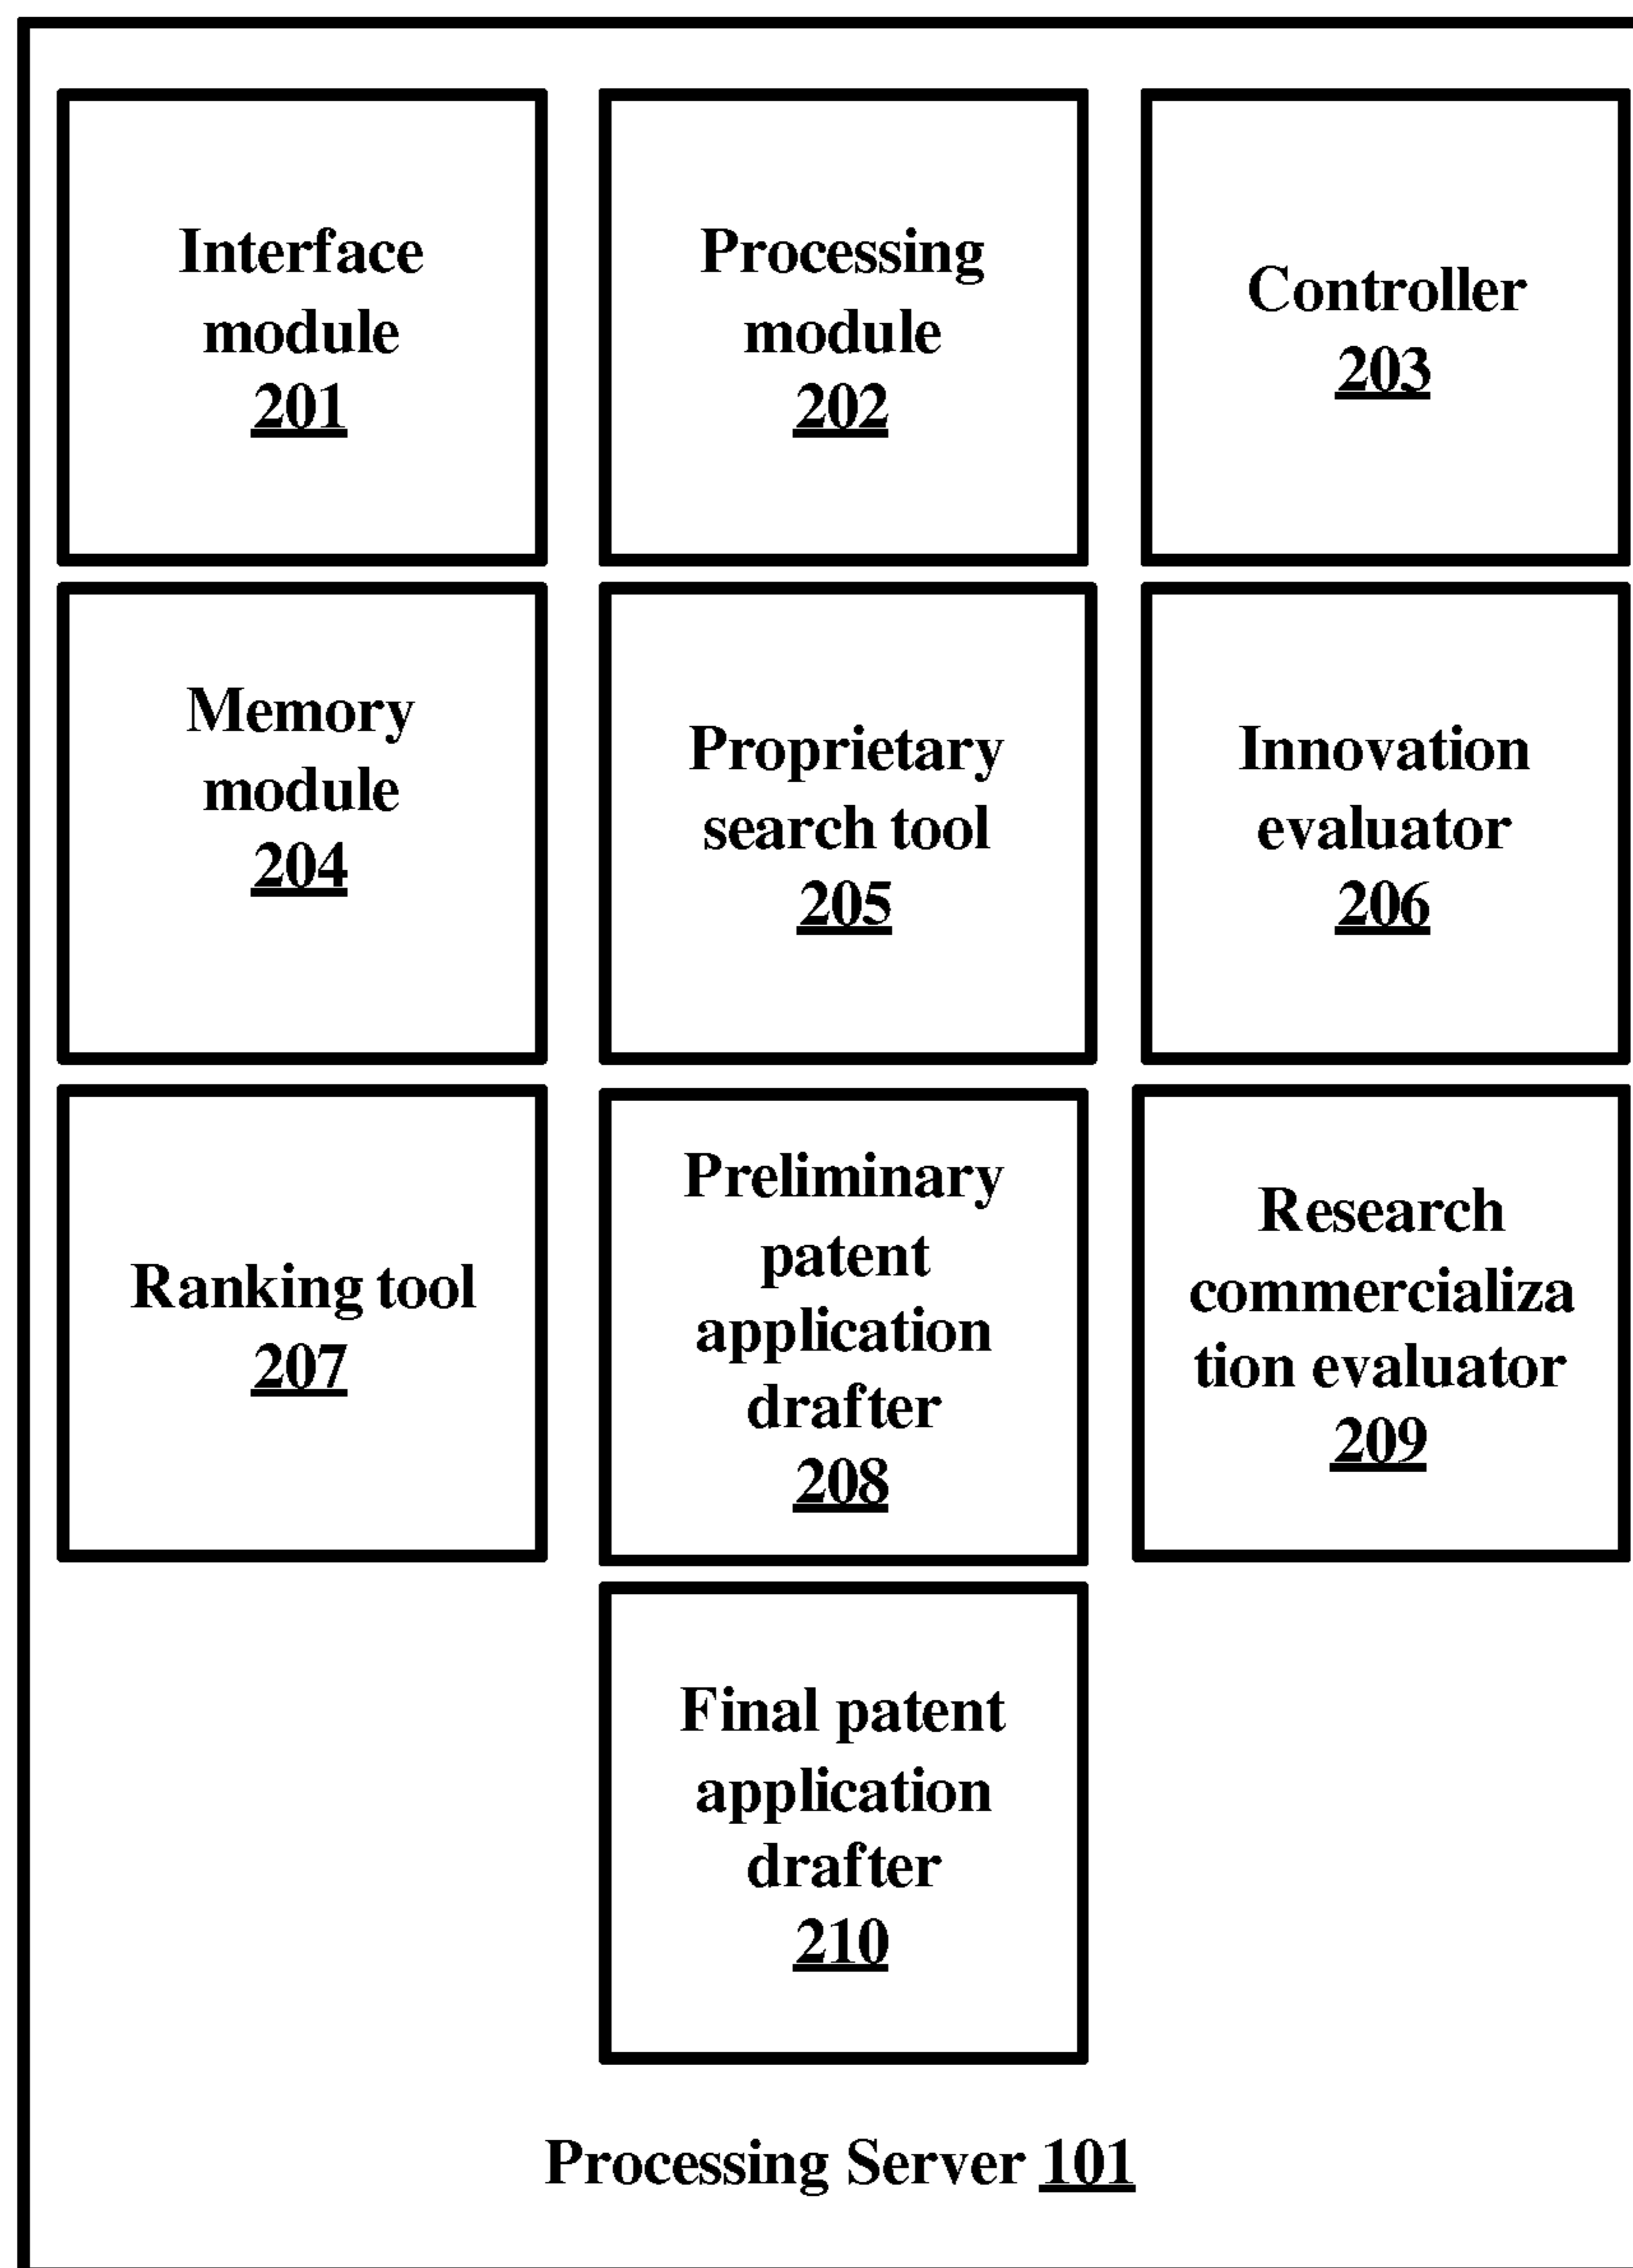 Interface
module
201
Processing
module
202
Controller
203
Memory
module
204
Proprietary
search tool
205
Innovation
evaluator
206
Ranking tool
207
Preliminary
patent
application
drafter
208
Research
commercializa
tion evaluator
209
Final patent
application
drafter
210
Processing Server 101